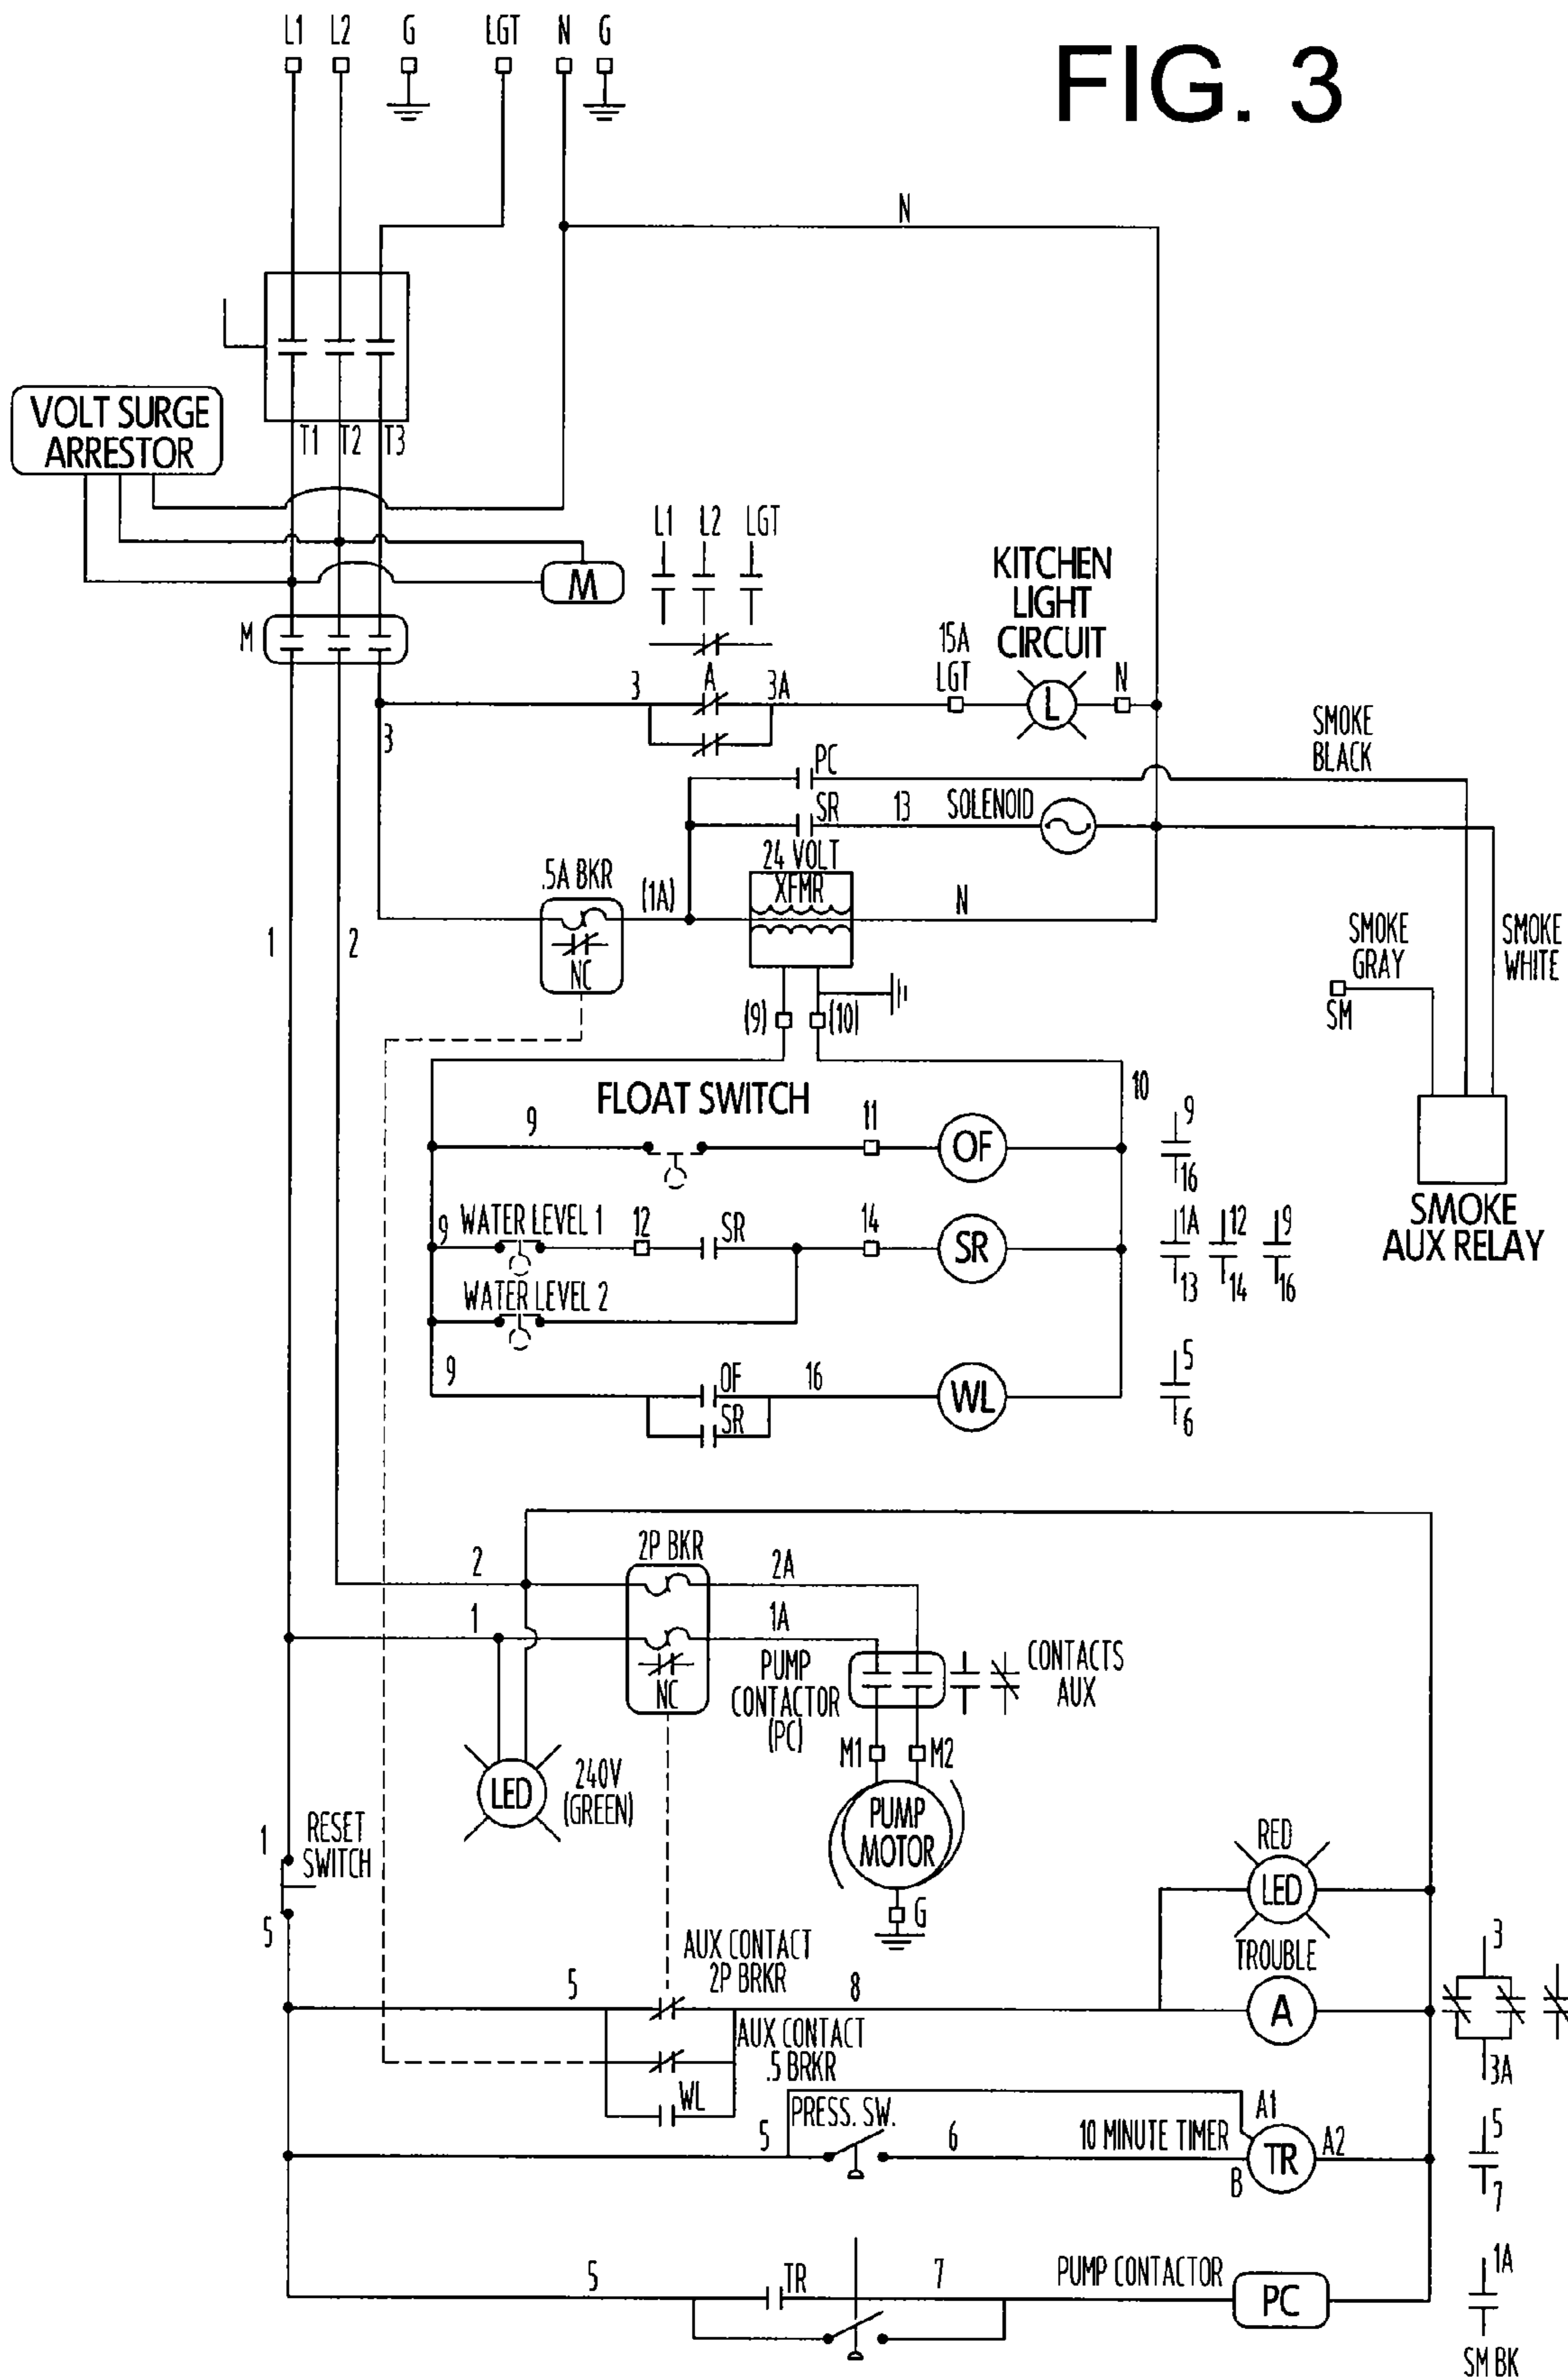 L1 L2 G LGT N G
FIG. 3
N
VOLT SURGE
ARRESTOR
T1 T2 T3
L1 L2 LGT
M
M
KITCHEN
LIGHT
CIRCUIT
15A
LGT
L
N
3 A 3A
3
SMOKE
BLACK
PC
SR 13 SOLENOID
24 VOLT
XFMR
.5A BKR
(1A)
N
NC
1
2
SMOKE
GRAY
SMOKE
WHITE
SM
(9) (10)
10
FLOAT SWITCH
9 11 OF
9
16
SMOKE
AUX RELAY
9 WATER LEVEL 1 12 SR 14 SR
1A 12 9
13 14 16
WATER LEVEL 2
9 OF 16 WL
SR
5
6
2P BKR
2 2A
1 1A
NC
PUMP
CONTACTOR
(PC)
CONTACTS
AUX
M1 M2
LED
240V
(GREEN)
PUMP
MOTOR
G
1
RESET
SWITCH
5
RED
LED
TROUBLE
AUX CONTACT
2P BRKR
5 8 A
3
3A
AUX CONTACT
.5 BRKR
WL
PRESS. SW.
5 6 10 MINUTE TIMER
A1
TR
A2
B
5
7
5 TR 7 PUMP CONTACTOR PC
1A
SM BK